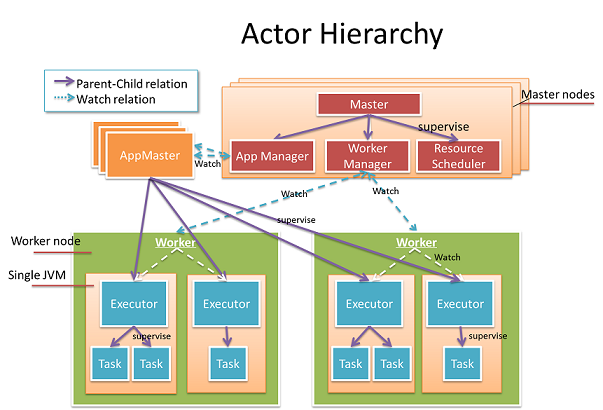 Actor Hierarchy
Parent-Child relation
Watch relation
Master nodes
Master
supervise
AppMaster
Watch
App Manager
Worker
Manager
Resource
Scheduler
Watch
Watch
supervise
Worker node
Worker
Worker
Single JVM
Watch
Executor
Executor
Executor
Executor
supervise
supervise
Task
Task
Task
Task
Task
Task